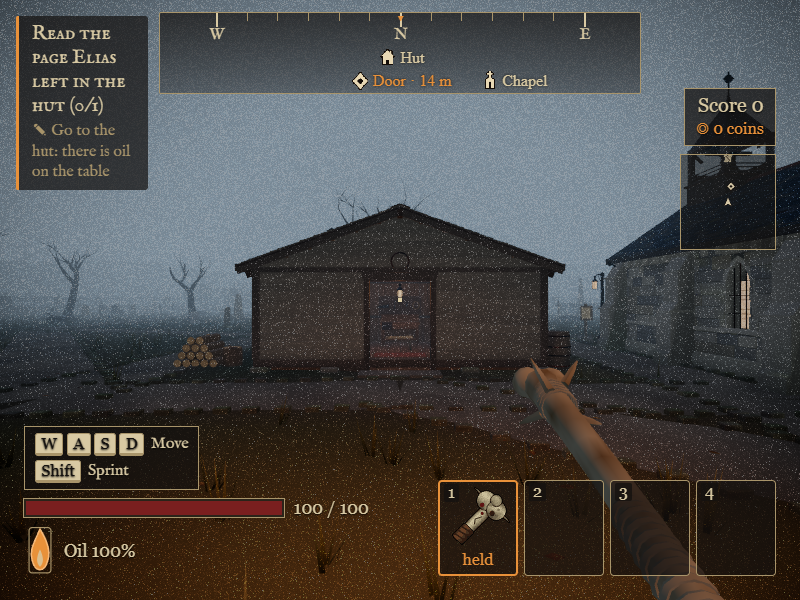 Read the
page Elias
left in the
hut (0/1)
Go to the
hut: there is oil
on the table
W N E
Hut
Door · 14 m Chapel
Score 0
0 coins
W A S D Move
Shift Sprint
100 / 100
Oil 100%
1 2 3 4
held